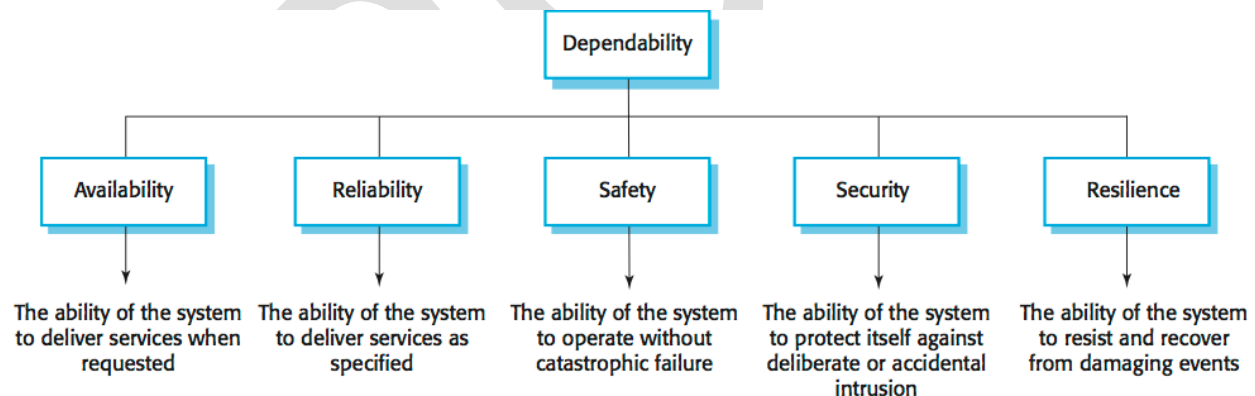 Dependability
Availability
Reliability
Safety
Security
Resilience
The ability of the system
to deliver services when
requested
The ability of the system
to deliver services as
specified
The ability of the system
to operate without
catastrophic failure
The ability of the system
to protect itself against
deliberate or accidental
intrusion
The ability of the system
to resist and recover
from damaging events